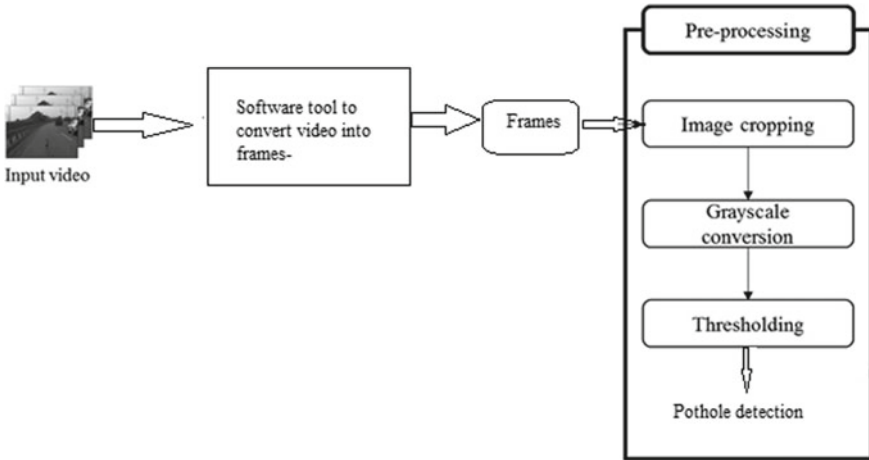 Input video
Software tool to
convert video into
frames-
Frames
Pre-processing
Image cropping
Grayscale
conversion
Thresholding
Pothole detection